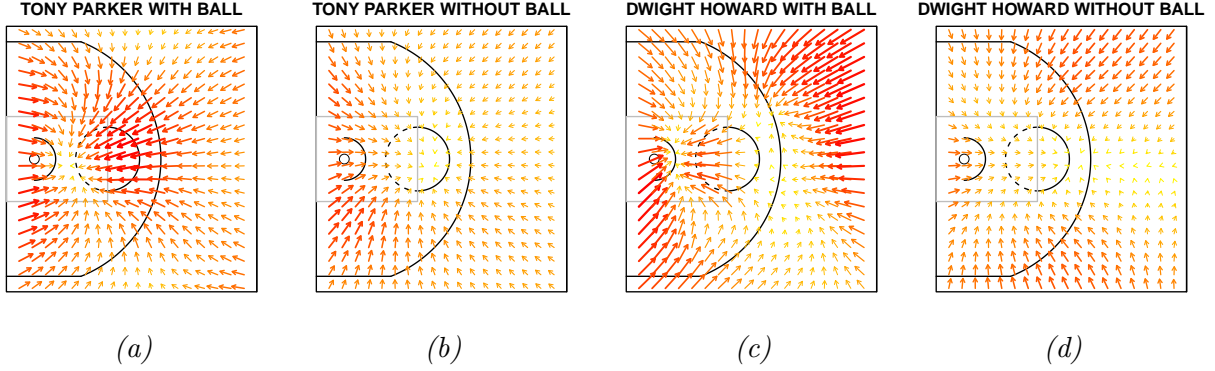 TONY PARKER WITH BALL
TONY PARKER WITHOUT BALL
DWIGHT HOWARD WITH BALL
DWIGHT HOWARD WITHOUT BALL
(a)
(b)
(c)
(d)